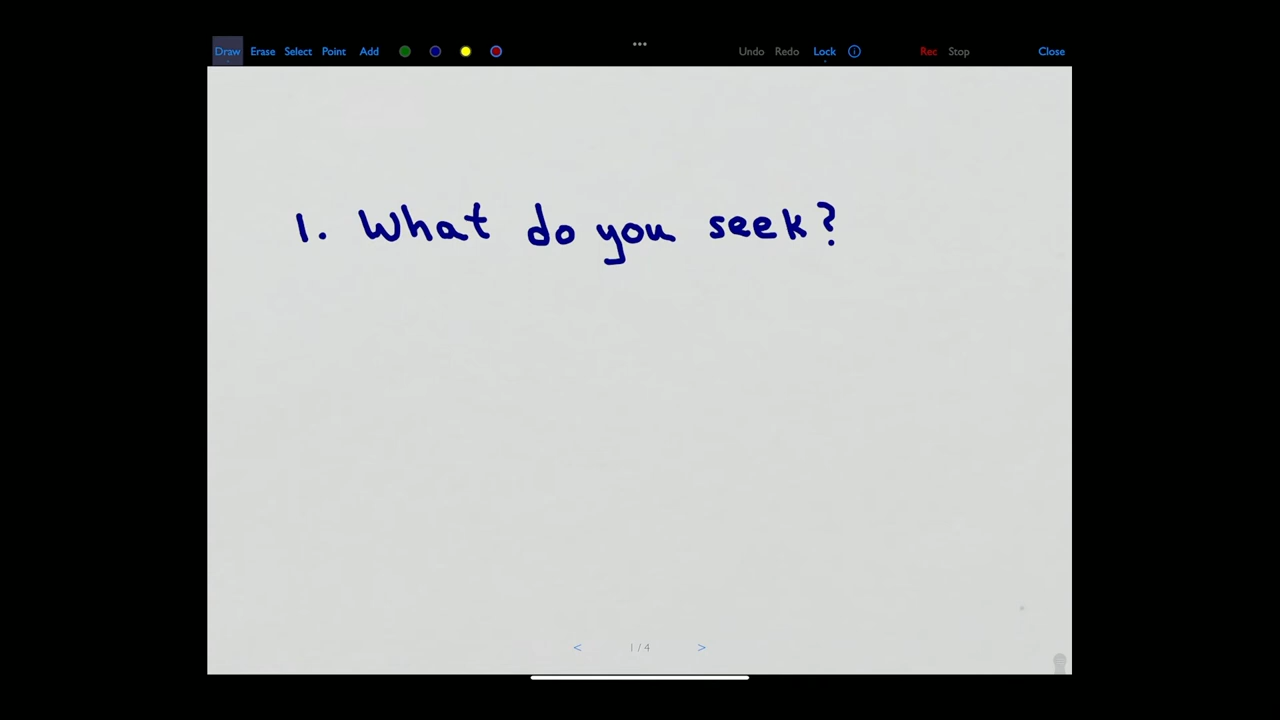 Draw Erase Select Point Add ... Undo Redo Lock i Rec Stop Close
1. What do you seek?
< 1 / 4 >